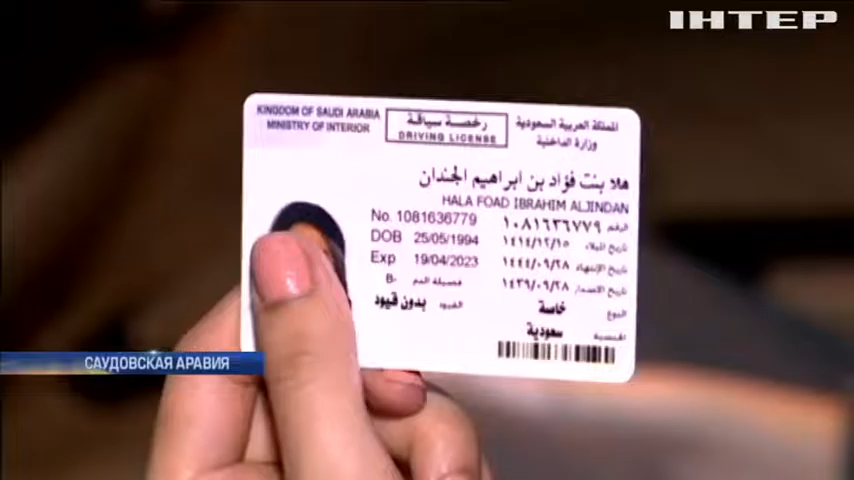 ІНТЕР
KINGDOM OF SAUDI ARABIA
MINISTRY OF INTERIOR
رخصة سياقة
DRIVING LICENSE
المملكة العربية السعودية
وزارة الداخلية
هلا بنت فؤاد بن ابراهيم الجندان
HALA FOAD IBRAHIM ALJINDAN
No. 1081636779 ١٠٨١٦٣٦٧٧٩ الرقم
DOB 25/05/1994 ١٤١٤/١٢/١٥ تاريخ الميلاد
Exp 19/04/2023 ١٤٤٤/٠٩/٢٨ تاريخ الإنتهاء
B- فصيلة الدم ١٤٣٩/٠٩/٢٨ تاريخ الاصدار
بدون قيود القيود خاصة النوع
سعودية الجنسية
САУДОВСКАЯ АРАВИЯ